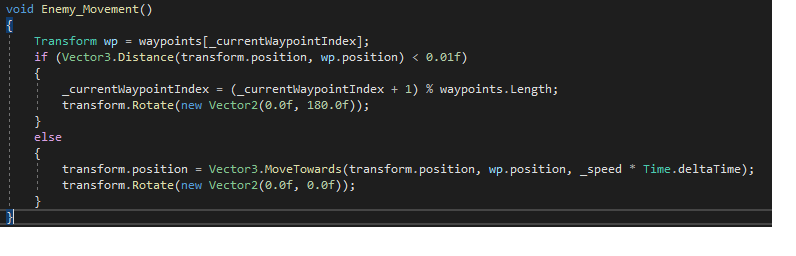 void Enemy_Movement()
{
Transform wp = waypoints[_currentWaypointIndex];
if (Vector3.Distance(transform.position, wp.position) < 0.01f)
{
_currentWaypointIndex = (_currentWaypointIndex + 1) % waypoints.Length;
transform.Rotate(new Vector2(0.0f, 180.0f));
}
else
{
transform.position = Vector3.MoveTowards(transform.position, wp.position, _speed * Time.deltaTime);
transform.Rotate(new Vector2(0.0f, 0.0f));
}
}